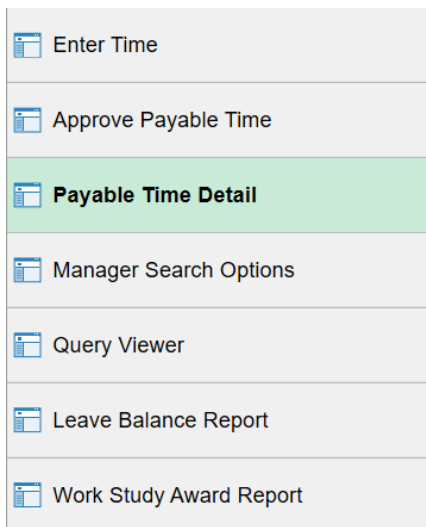 Enter Time
Approve Payable Time
Payable Time Detail
Manager Search Options
Query Viewer
Leave Balance Report
Work Study Award Report